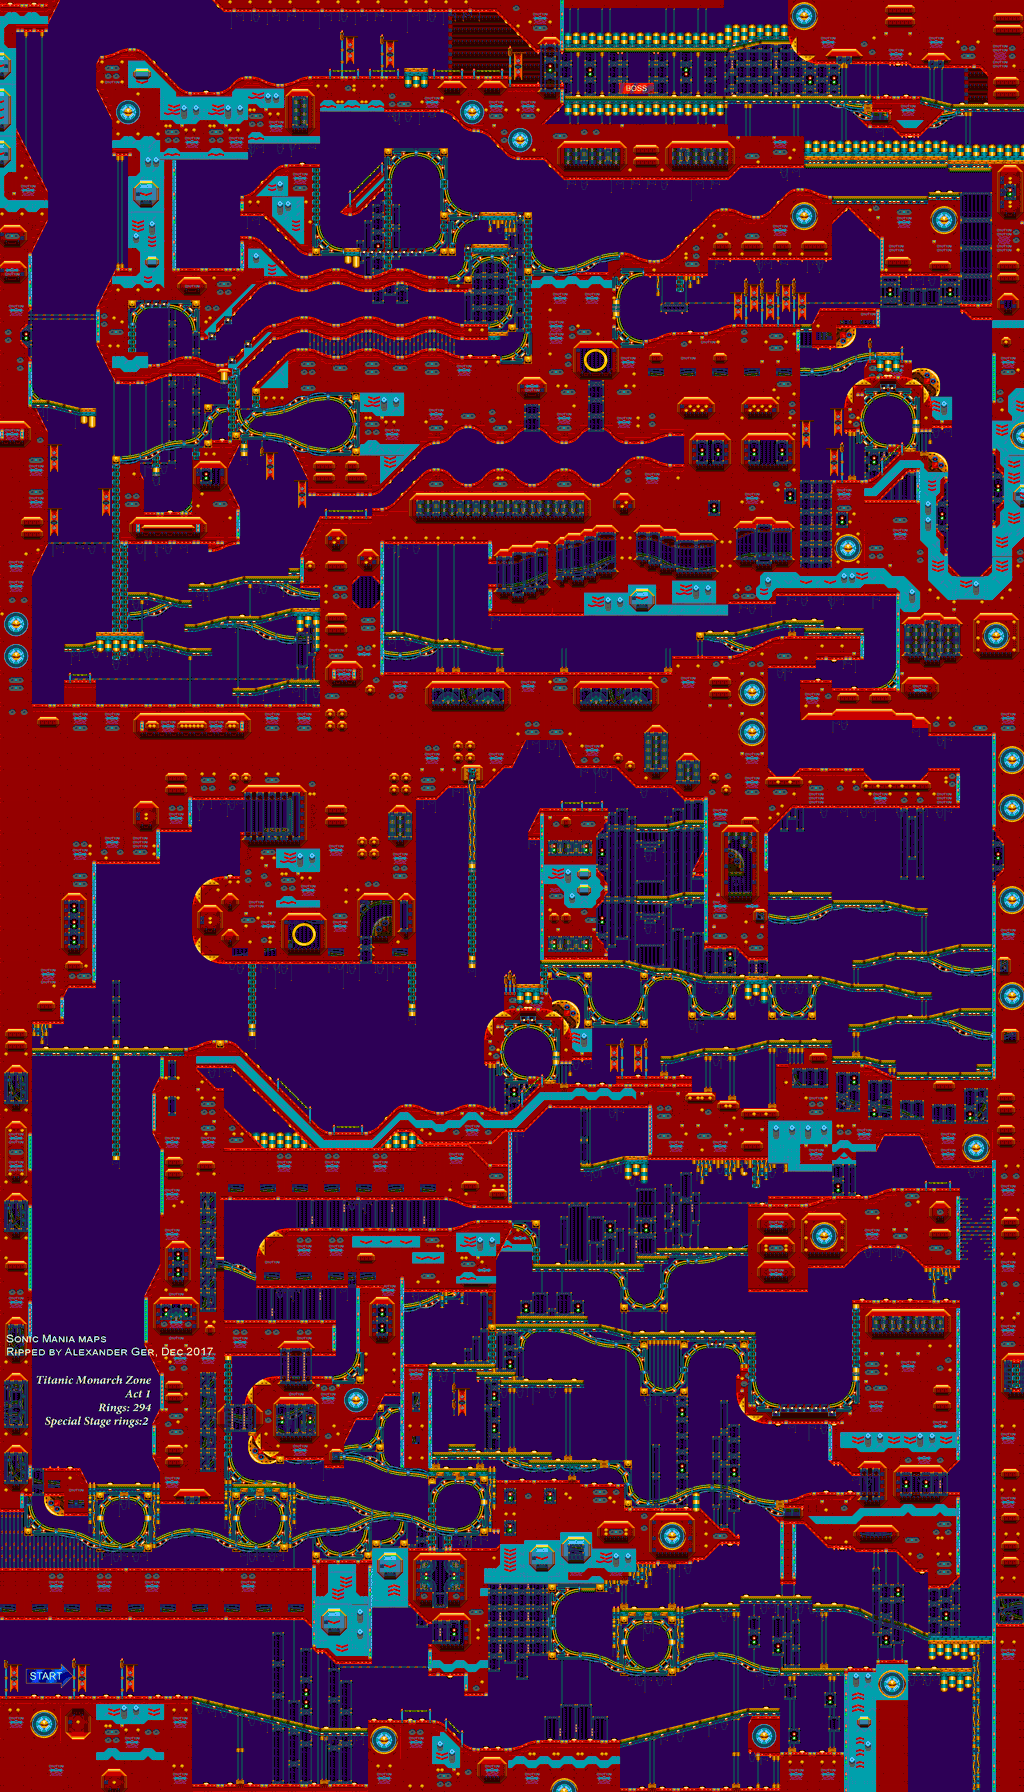 BOSS
Sonic Mania maps
Ripped by Alexander Ger, Dec 2017
Titanic Monarch Zone
Act 1
Rings: 294
Special Stage rings:2
START